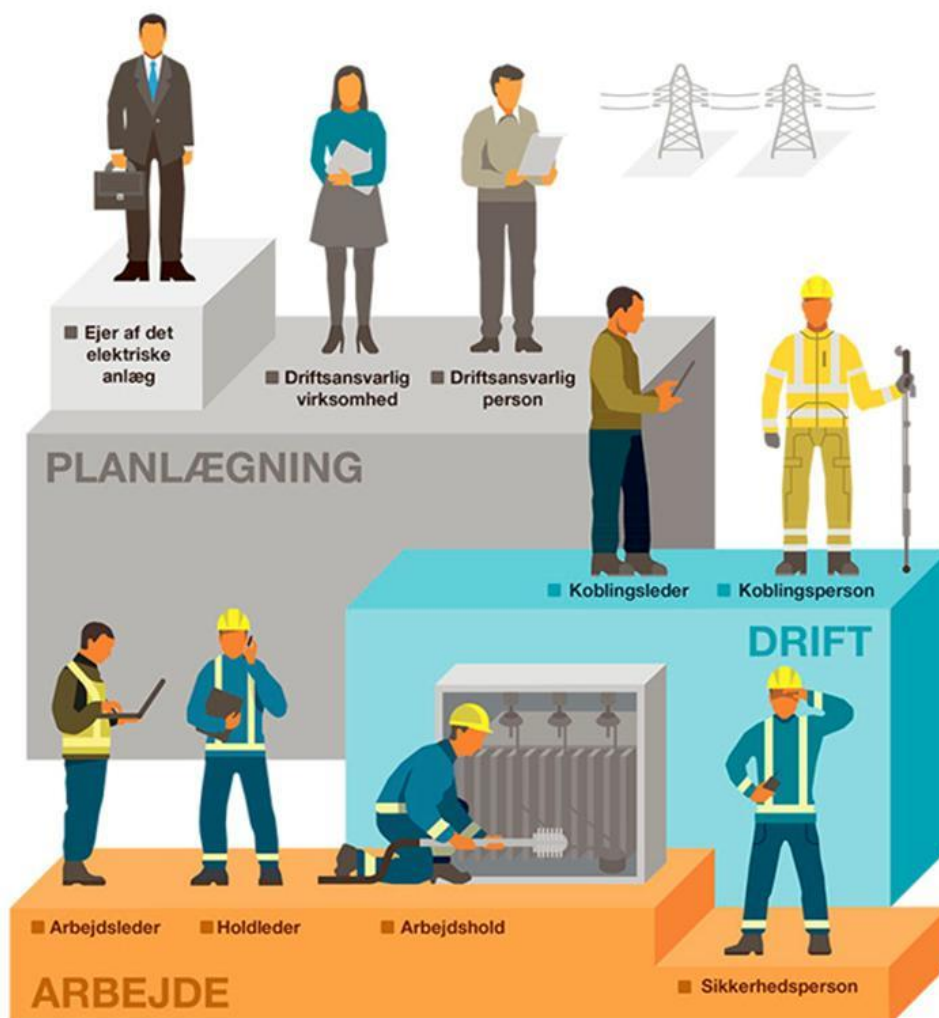 Ejer af det
elektriske
anlæg
Driftsansvarlig
virksomhed
Driftsansvarlig
person
PLANLÆGNING
Koblingsleder
Koblingsperson
DRIFT
Arbejdsleder
Holdleder
Arbejdshold
Sikkerhedsperson
ARBEJDE